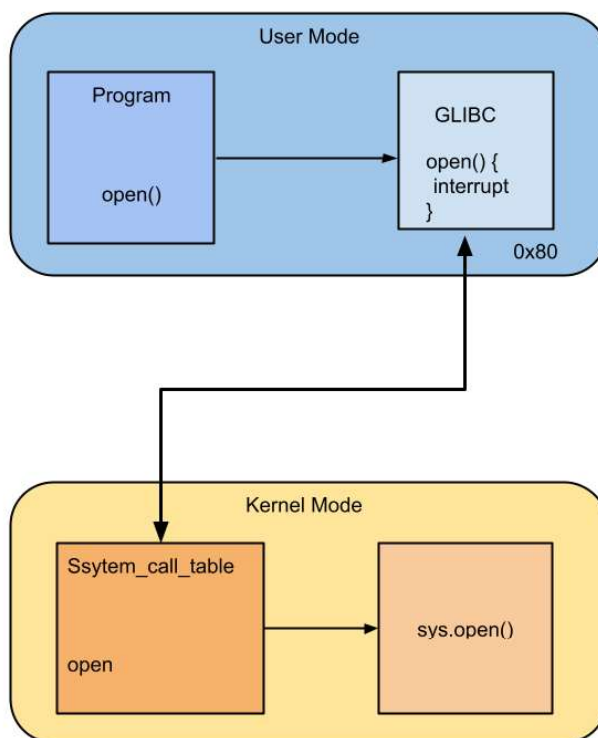 User Mode
Program
open()
GLIBC
open() {
interrupt
}
0x80
Kernel Mode
Ssytem_call_table
open
sys.open()